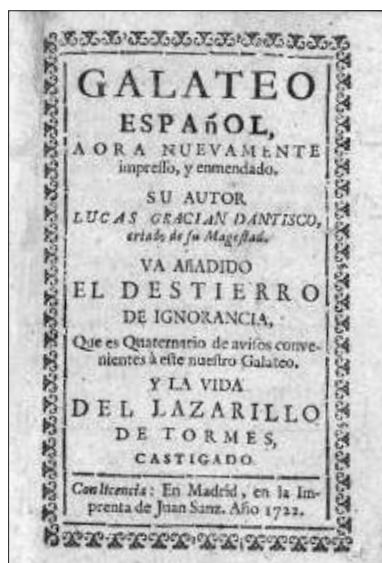 GALATEO
ESPAñOL,
AORA NUEVAMENTE
impresso, y enmendado.
SU AUTOR
LUCAS GRACIAN DANTISCO,
criado de su Magestad.
VA AñADIDO
EL DESTIERRO
DE IGNORANCIA,
Que es Quaternario de avisos conve-
nientes à este nuestro Galateo.
Y LA VIDA
DEL LAZARILLO
DE TORMES,
CASTIGADO.
Con licencia: En Madrid, en la Im-
prenta de Juan Sanz. Año 1722.